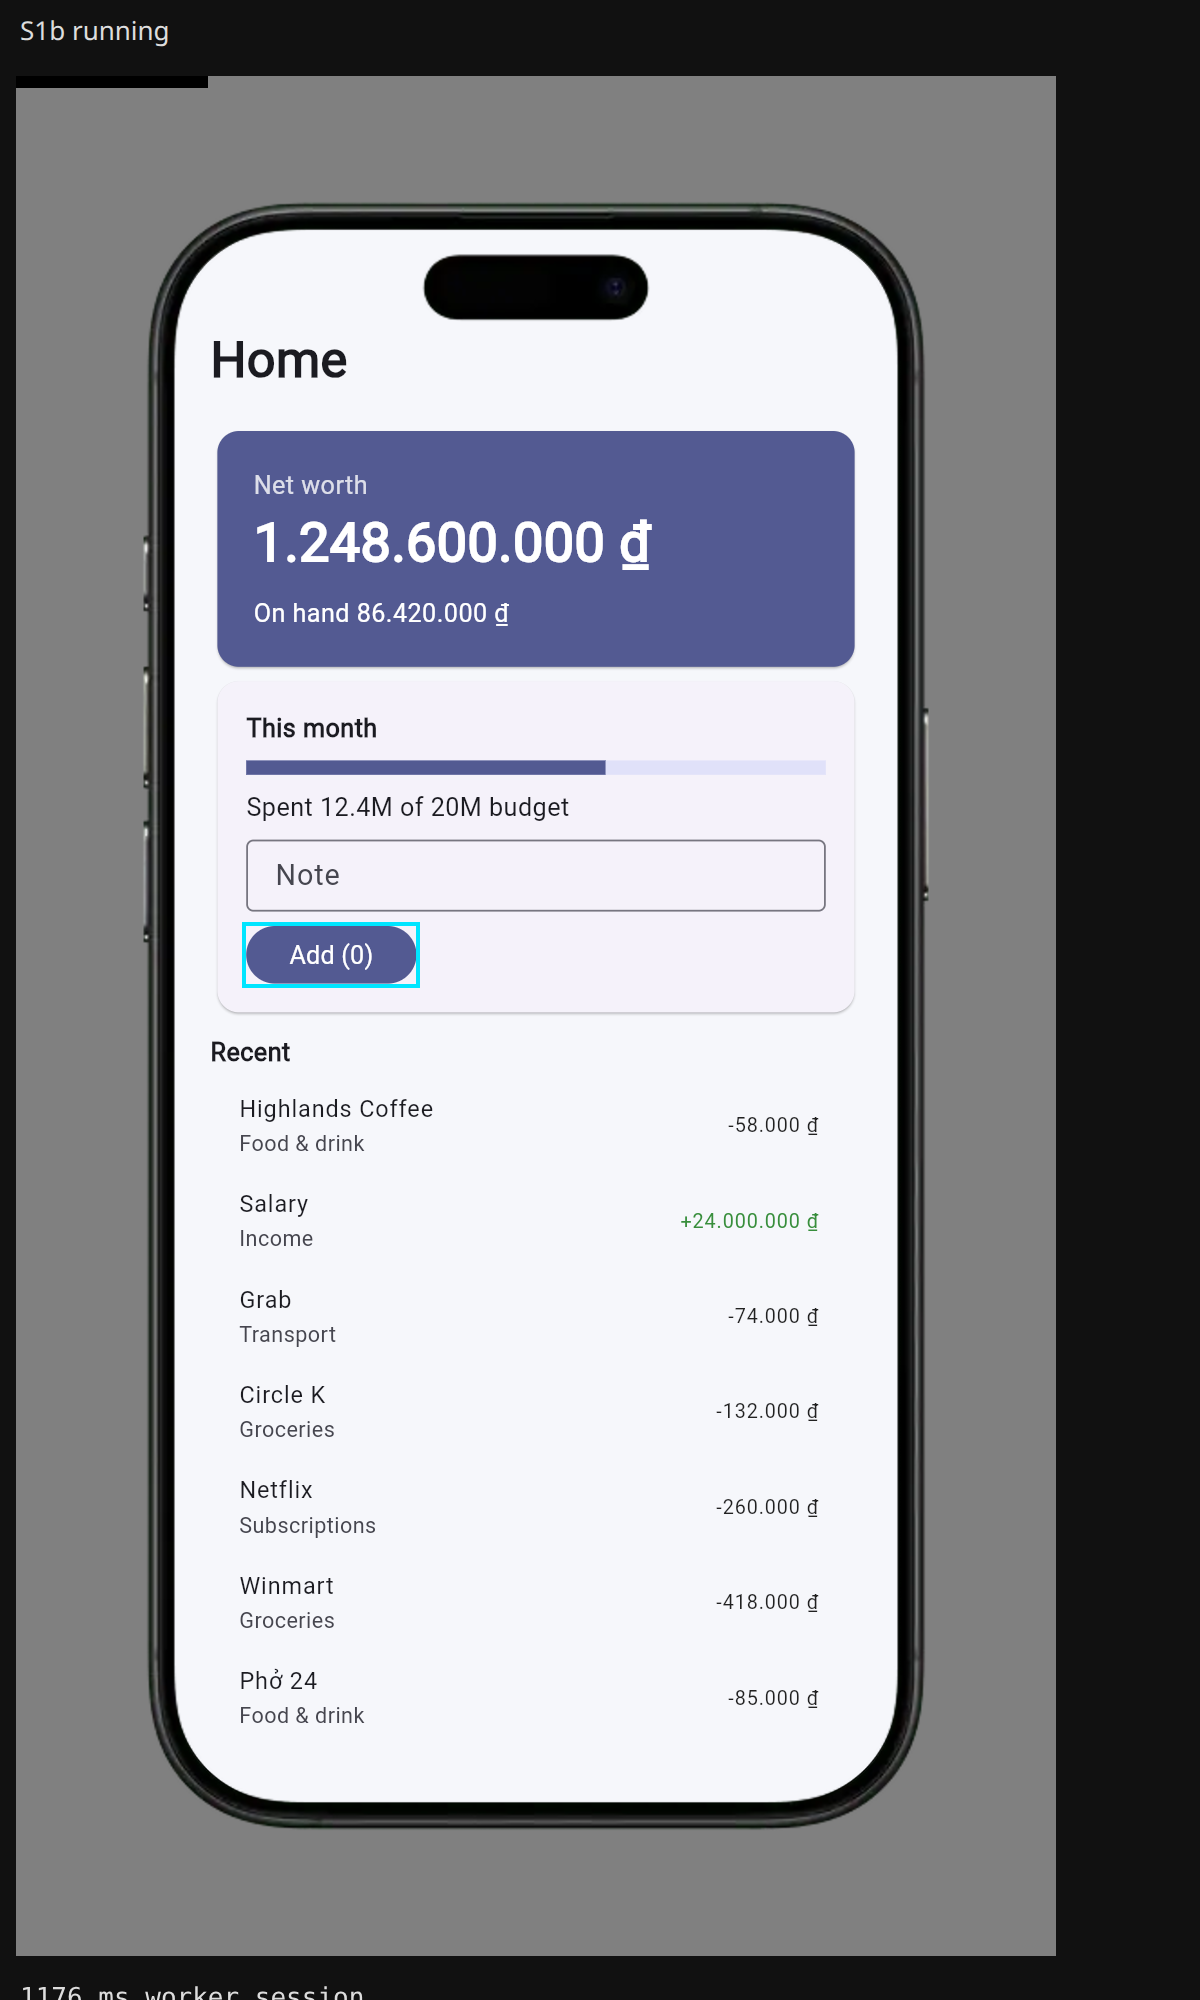 S1b running
Home
Net worth
1.248.600.000 ₫
On hand 86.420.000 ₫
This month
Spent 12.4M of 20M budget
Note
Add (0)
Recent
Highlands Coffee
Food & drink
-58.000 ₫
Salary
Income
+24.000.000 ₫
Grab
Transport
-74.000 ₫
Circle K
Groceries
-132.000 ₫
Netflix
Subscriptions
-260.000 ₫
Winmart
Groceries
-418.000 ₫
Phở 24
Food & drink
-85.000 ₫
1176 ms worker session